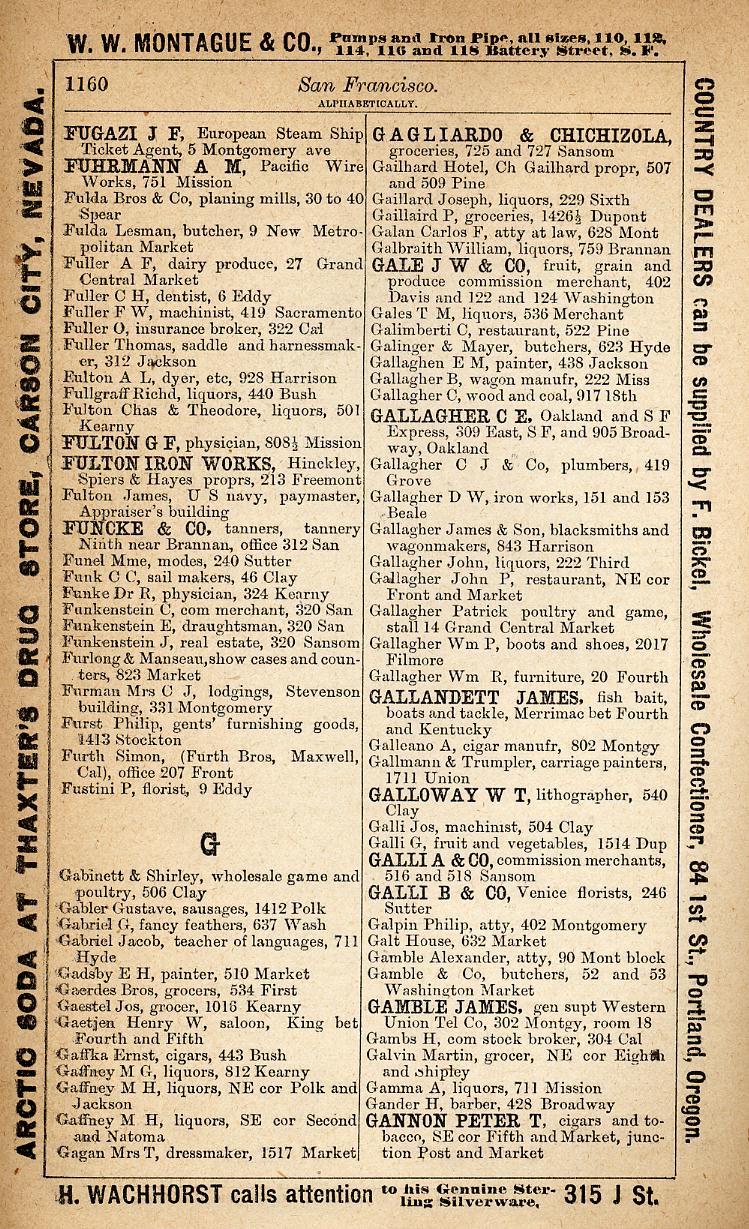 W. W. MONTAGUE & CO., Pumps and Iron Pipe, all sizes, 110, 112,
114, 116 and 118 Battery Street, S. F.
ARCTIC SODA AT THAXTER'S DRUG STORE, CARSON CITY, NEVADA.
1160
San Francisco.
ALPHABETICALLY.
FUGAZI J F, European Steam Ship
Ticket Agent, 5 Montgomery ave
FUHRMANN A M, Pacific Wire
Works, 751 Mission
Fulda Bros & Co, planing mills, 30 to 40
Spear
Fulda Lesman, butcher, 9 New Metro-
politan Market
Fuller A F, dairy produce, 27 Grand
Central Market
Fuller C H, dentist, 6 Eddy
Fuller F W, machinist, 419 Sacramento
Fuller O, insurance broker, 322 Cal
Fuller Thomas, saddle and harnessmak-
er, 312 Jackson
Fulton A L, dyer, etc, 928 Harrison
Fullgraff Richd, liquors, 440 Bush
Fulton Chas & Theodore, liquors, 501
Kearny
FULTON G F, physician, 808½ Mission
FULTON IRON WORKS, Hinckley,
Spiers & Hayes proprs, 213 Freemont
Fulton James, U S navy, paymaster,
Appraiser's building
FUNCKE & CO, tanners, tannery
Ninth near Brannan, office 312 San
Funel Mme, modes, 240 Sutter
Funk C C, sail makers, 46 Clay
Funke Dr R, physician, 324 Kearny
Funkenstein C, com merchant, 320 San
Funkenstein E, draughtsman, 320 San
Funkenstein J, real estate, 320 Sansom
Furlong & Manseau, show cases and coun-
ters, 823 Market
Furman Mrs C J, lodgings, Stevenson
building, 331 Montgomery
Furst Philip, gents' furnishing goods,
1413 Stockton
Furth Simon, (Furth Bros, Maxwell,
Cal), office 207 Front
Fustini P, florist, 9 Eddy
G
Gabinett & Shirley, wholesale game and
poultry, 506 Clay
Gabler Gustave, sausages, 1412 Polk
Gabriel G, fancy feathers, 637 Wash
Gabriel Jacob, teacher of languages, 711
Hyde
Gadsby E H, painter, 510 Market
Gaerdes Bros, grocers, 534 First
Gaestel Jos, grocer, 1016 Kearny
Gaetjen Henry W, saloon, King bet
Fourth and Fifth
Gaffka Ernst, cigars, 443 Bush
Gaffney M G, liquors, 812 Kearny
Gaffney M H, liquors, NE cor Polk and
Jackson
Gaffney M H, liquors, SE cor Second
and Natoma
Gagan Mrs T, dressmaker, 1517 Market
GAGLIARDO & CHICHIZOLA,
groceries, 725 and 727 Sansom
Gailhard Hotel, Ch Gailhard propr, 507
and 509 Pine
Gaillard Joseph, liquors, 229 Sixth
Gaillaird P, groceries, 1426½ Dupont
Galan Carlos F, atty at law, 628 Mont
Galbraith William, liquors, 759 Brannan
GALE J W & CO, fruit, grain and
produce commission merchant, 402
Davis and 122 and 124 Washington
Gales T M, liquors, 536 Merchant
Galimberti C, restaurant, 522 Pine
Galinger & Mayer, butchers, 623 Hyde
Gallaghen E M, painter, 438 Jackson
Gallagher B, wagon manufr, 222 Miss
Gallagher C, wood and coal, 917 18th
GALLAGHER C E, Oakland and S F
Express, 309 East, S F, and 905 Broad-
way, Oakland
Gallagher C J & Co, plumbers, 419
Grove
Gallagher D W, iron works, 151 and 153
Beale
Gallagher James & Son, blacksmiths and
wagonmakers, 843 Harrison
Gallagher John, liquors, 222 Third
Gallagher John P, restaurant, NE cor
Front and Market
Gallagher Patrick poultry and game,
stall 14 Grand Central Market
Gallagher Wm P, boots and shoes, 2017
Filmore
Gallagher Wm R, furniture, 20 Fourth
GALLANDETT JAMES, fish bait,
boats and tackle, Merrimac bet Fourth
and Kentucky
Galleano A, cigar manufr, 802 Montgy
Gallmann & Trumpler, carriage painters,
1711 Union
GALLOWAY W T, lithographer, 540
Clay
Galli Jos, machinist, 504 Clay
Galli G, fruit and vegetables, 1514 Dup
GALLI A & CO, commission merchants,
516 and 518 Sansom
GALLI B & CO, Venice florists, 246
Sutter
Galpin Philip, atty, 402 Montgomery
Galt House, 632 Market
Gamble Alexander, atty, 90 Mont block
Gamble & Co, butchers, 52 and 53
Washington Market
GAMBLE JAMES, gen supt Western
Union Tel Co, 302 Montgy, room 18
Gambs H, com stock broker, 304 Cal
Galvin Martin, grocer, NE cor Eighth
and Shipley
Gamma A, liquors, 711 Mission
Gander H, barber, 428 Broadway
GANNON PETER T, cigars and to-
bacco, SE cor Fifth and Market, junc-
tion Post and Market
COUNTRY DEALERS can be supplied by F. Bickel, Wholesale Confectioner, 84 1st St., Portland, Oregon.
H. WACHHORST calls attention to his Genuine Ster-
ling Silverware, 315 J St.